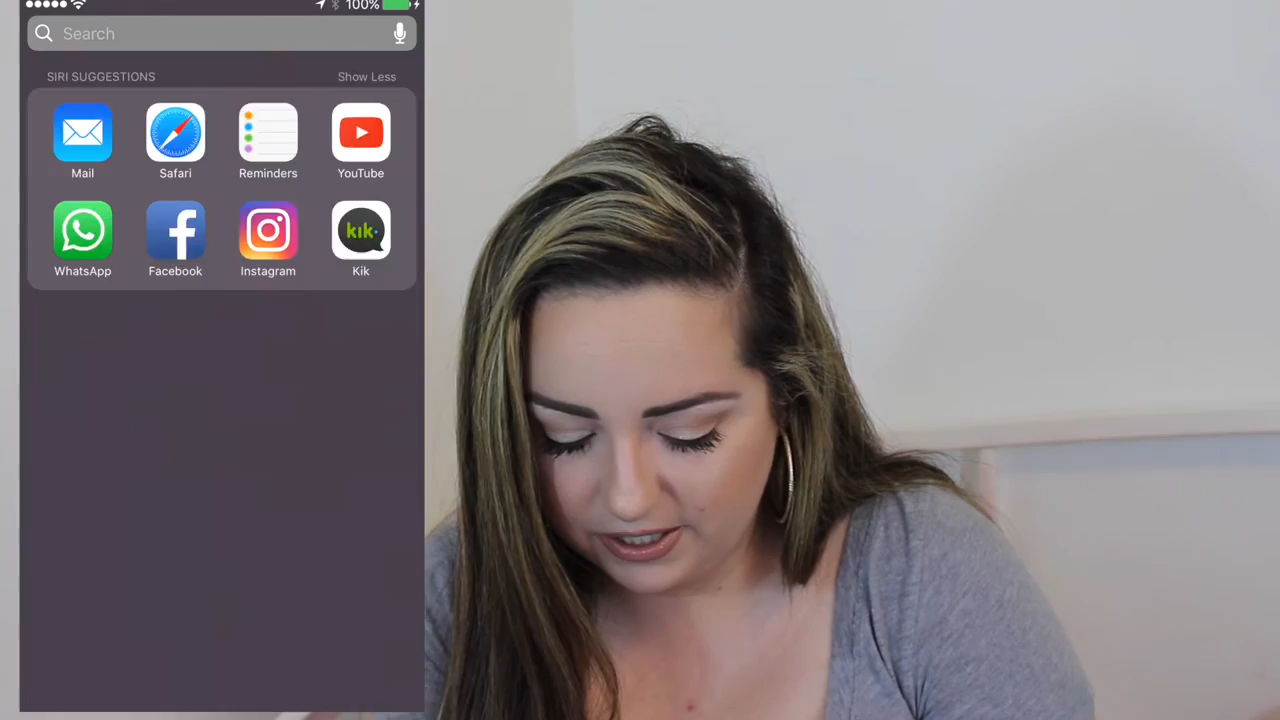 100%
Search
SIRI SUGGESTIONS Show Less
Mail Safari Reminders YouTube
kik.
WhatsApp Facebook Instagram Kik